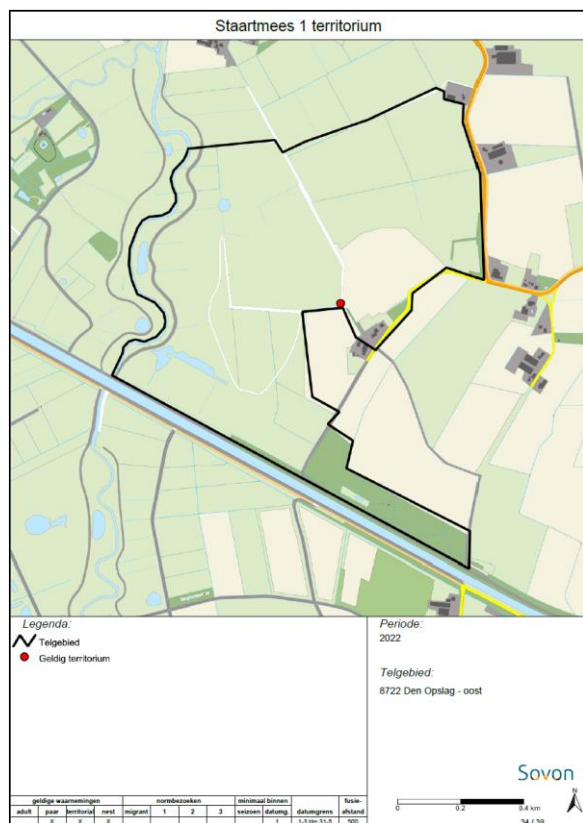 Staartmees 1 territorium
Legenda:
Telgebied
Geldig territorium
Periode:
2022
Telgebied:
8722 Den Opslag - oost
Sovon
0 0.2 0.4 km
N
34 / 39
geldige waarnemingen normbezoeken minimaal binnen fusie-
adult paar territorial nest migrant 1 2 3 seizoen datumg. datumgrens afstand
X X X 1 1-3 t/m 31-5 500